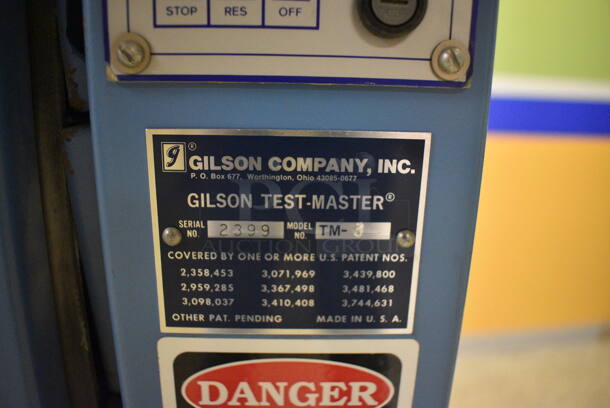 STOP RES OFF
g® GILSON COMPANY, INC.
P. O. Box 677, Worthington, Ohio 43085-0677
GILSON TEST-MASTER®
SERIAL NO. 2399 MODEL NO. TM-3
COVERED BY ONE OR MORE U.S. PATENT NOS.
2,358,453 3,071,969 3,439,800
2,959,285 3,367,498 3,481,468
3,098,037 3,410,408 3,744,631
OTHER PAT. PENDING MADE IN U.S.A.
DANGER
PCI
AUCTION GROUP